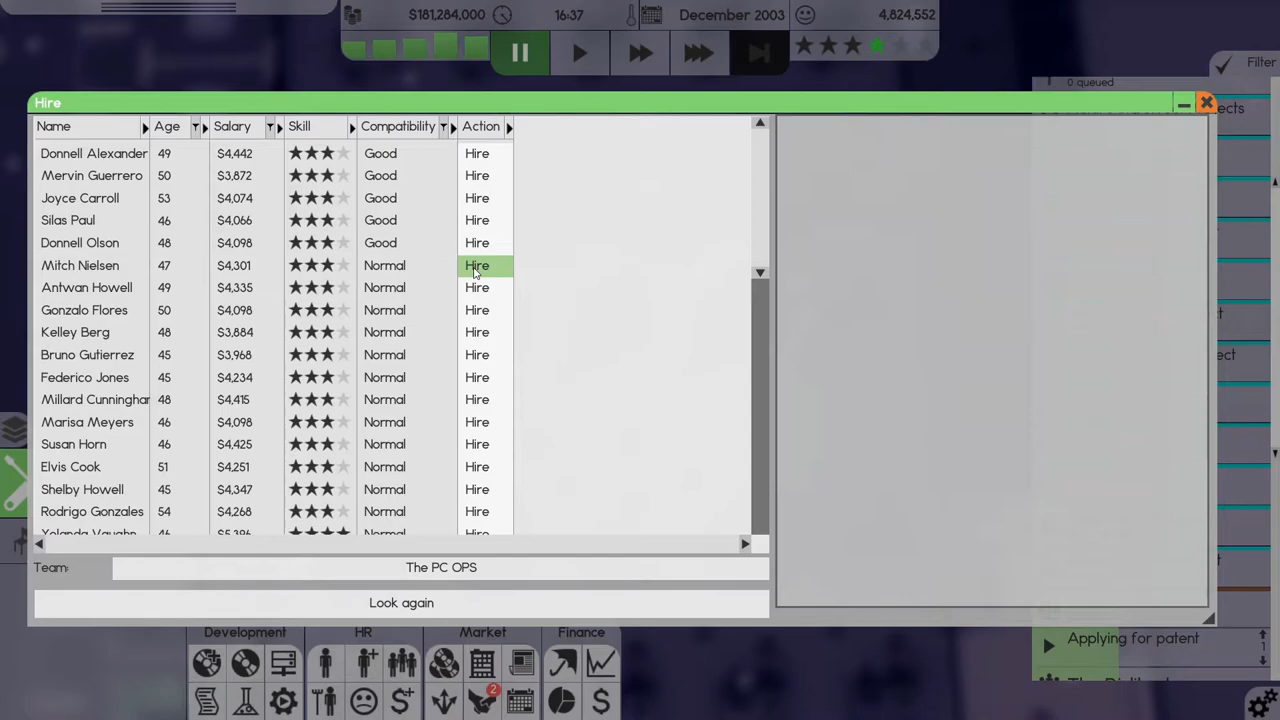 $181,284,000 16:37 December 2003 4,824,552
Filter
0 queued
Hire
Name Age Salary Skill Compatibility Action
Donnell Alexander 49 $4,442 Good Hire
Mervin Guerrero 50 $3,872 Good Hire
Joyce Carroll 53 $4,074 Good Hire
Silas Paul 46 $4,066 Good Hire
Donnell Olson 48 $4,098 Good Hire
Mitch Nielsen 47 $4,301 Normal Hire
Antwan Howell 49 $4,335 Normal Hire
Gonzalo Flores 50 $4,098 Normal Hire
Kelley Berg 48 $3,884 Normal Hire
Bruno Gutierrez 45 $3,968 Normal Hire
Federico Jones 45 $4,234 Normal Hire
Millard Cunninghar 48 $4,415 Normal Hire
Marisa Meyers 46 $4,098 Normal Hire
Susan Horn 46 $4,425 Normal Hire
Elvis Cook 51 $4,251 Normal Hire
Shelby Howell 45 $4,347 Normal Hire
Rodrigo Gonzales 54 $4,268 Normal Hire
Yolanda Vaughn 46 $5,396 Normal Hire
Team: The PC OPS
Look again
Development HR Market Finance
2
Applying for patent
1